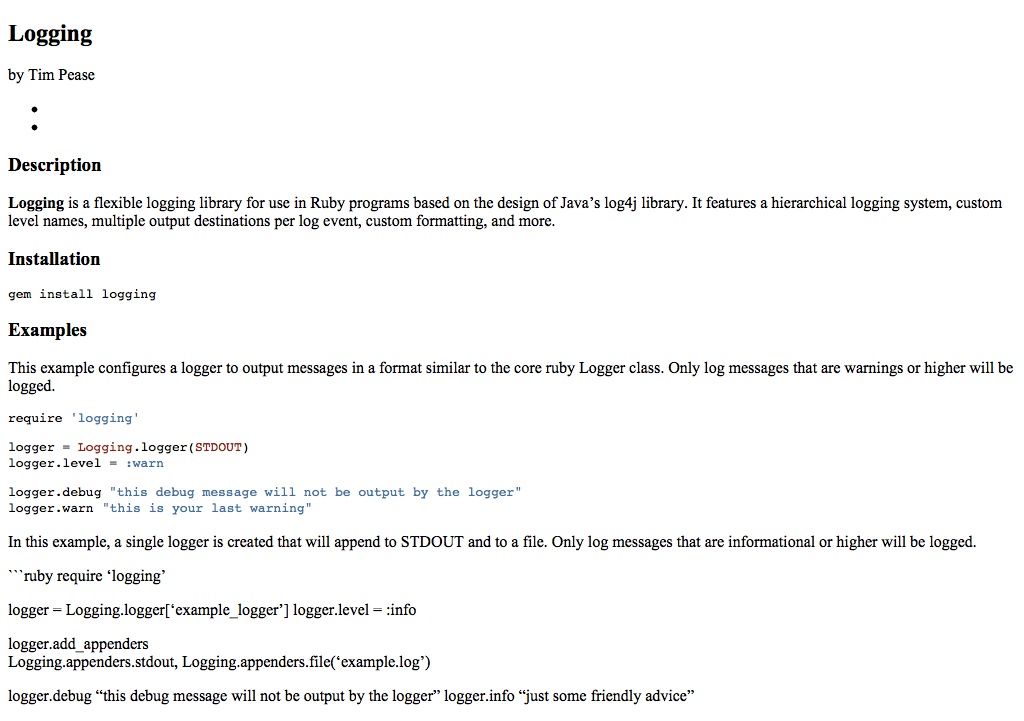 Logging
by Tim Pease
Description
Logging is a flexible logging library for use in Ruby programs based on the design of Java’s log4j library. It features a hierarchical logging system, custom
level names, multiple output destinations per log event, custom formatting, and more.
Installation
gem install logging
Examples
This example configures a logger to output messages in a format similar to the core ruby Logger class. Only log messages that are warnings or higher will be
logged.
require 'logging'
logger = Logging.logger(STDOUT)
logger.level = :warn
logger.debug "this debug message will not be output by the logger"
logger.warn "this is your last warning"
In this example, a single logger is created that will append to STDOUT and to a file. Only log messages that are informational or higher will be logged.
```ruby require ‘logging’
logger = Logging.logger[‘example_logger’] logger.level = :info
logger.add_appenders
Logging.appenders.stdout, Logging.appenders.file(‘example.log’)
logger.debug “this debug message will not be output by the logger” logger.info “just some friendly advice”